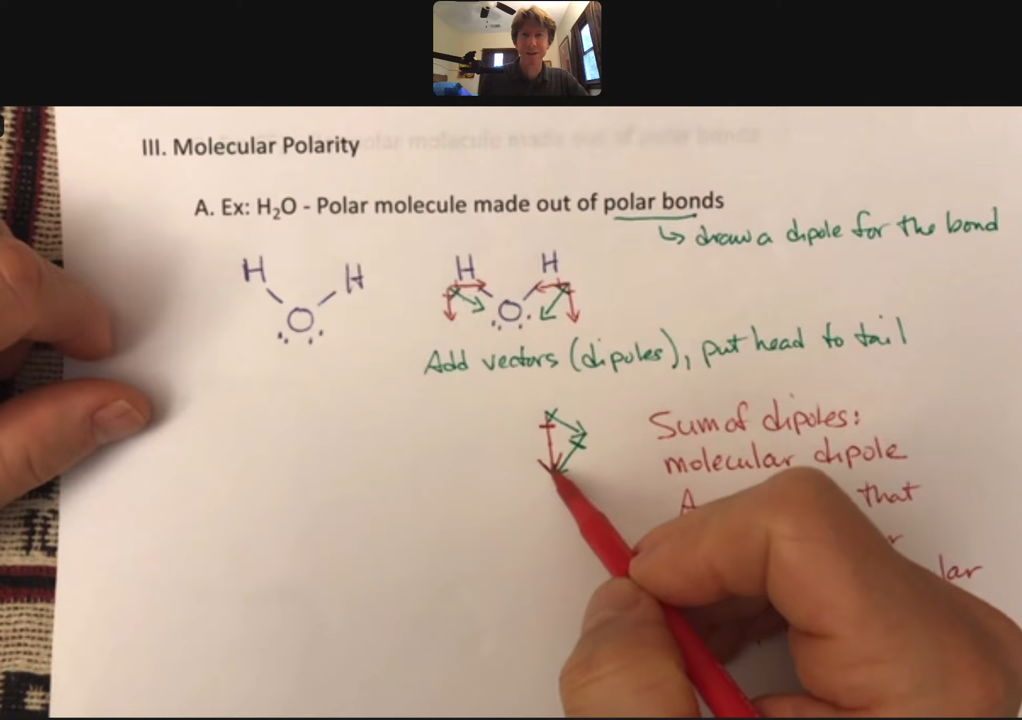 III. Molecular Polarity
A. Ex: H₂O - Polar molecule made out of polar bonds
↳ draw a dipole for the bond
H H
O
H H
O
Add vectors (dipoles), put head to tail
Sum of dipoles:
molecular dipole
A that